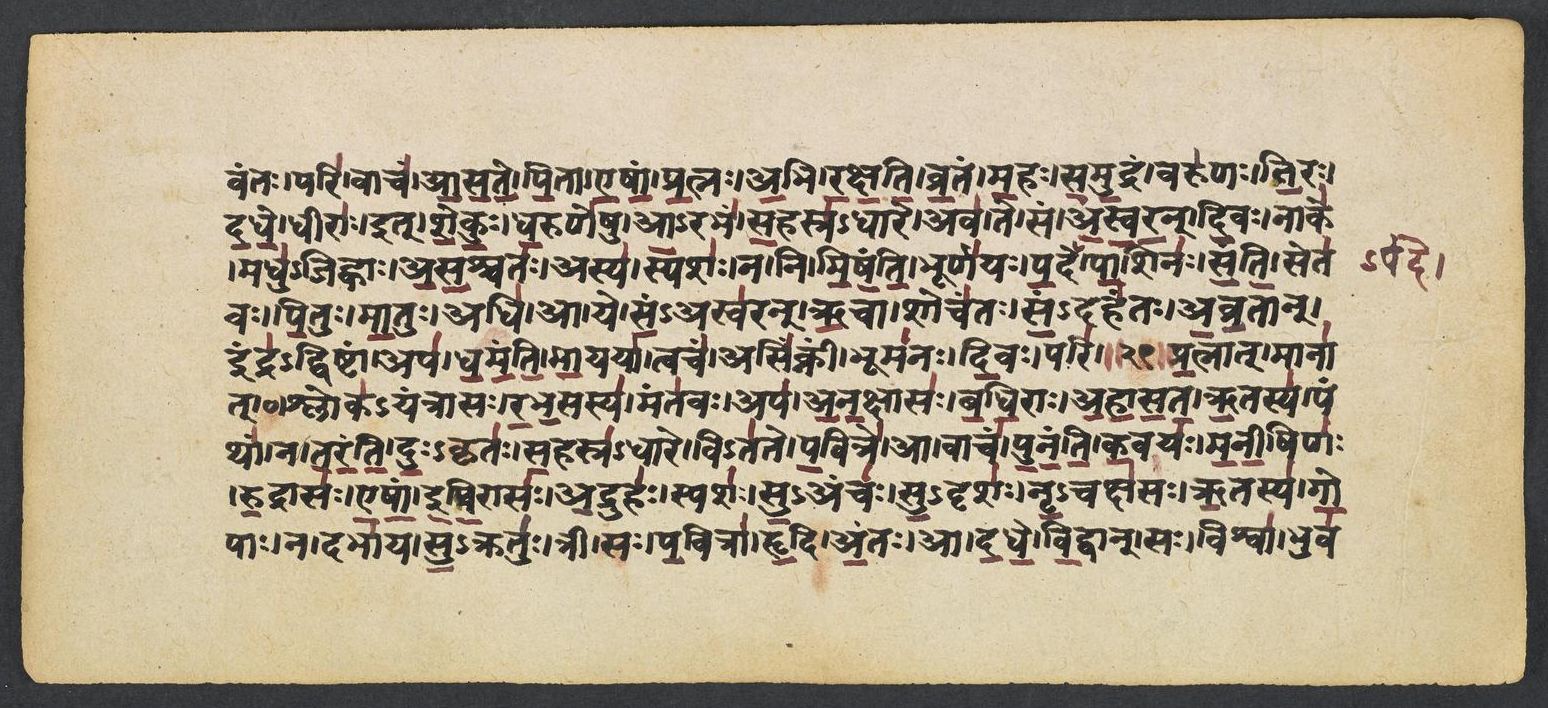 वंतः।परि।वाचं।आसते।पिता।एषां।प्रत्नः।अभि।रक्षति।व्रतं।महः।समुद्रं।वरुणः।तिरः।
दधे।धीराः।इत्।शेकुः।धरुणेषु।आऽरभं।सहस्रऽधारे।अव।ते।सं।अस्वरन्।दिवः।नाके
।मधुऽजिह्वाः।असश्चतः।अस्य।स्पशः।न।नि।मिषंति।भूर्णयः।पदे।पाशिनः।संति।सेत
ऽपदे।
वः।पितुः।मातुः।अधि।आ।ये।संऽअस्वरन्।ऋचा।शोचंतः।संऽदहंतः।अव्रतान्।
इंद्रऽद्विष्टां।अप।धमंति।मायया।त्वचं।असिक्नीं।भूमनः।दिवः।परि।।२९।।प्रत्नात्।माना
त्।०।श्लोकऽयंत्रासः।रभसस्य।मंतवः।अप।अनक्षासः।बधिराः।अहासत।ऋतस्य।पं
थां।न।तरंति।दुःऽकृतः।सहस्रऽधारे।विऽतते।पवित्रे।आ।वाचं।पुनंति।कवयः।मनीषिणः
।रुद्रासः।एषां।इषिरासः।अद्रुहः।स्पशः।सुऽअंचः।सुऽदृशः।नृऽचक्षसः।ऋतस्य।गो
पाः।न।दभाय।सुऽक्रतुः।त्री।सः।पवित्रा।हृदि।अंतः।आ।दधे।विद्वान्।सः।विश्वा।भुव